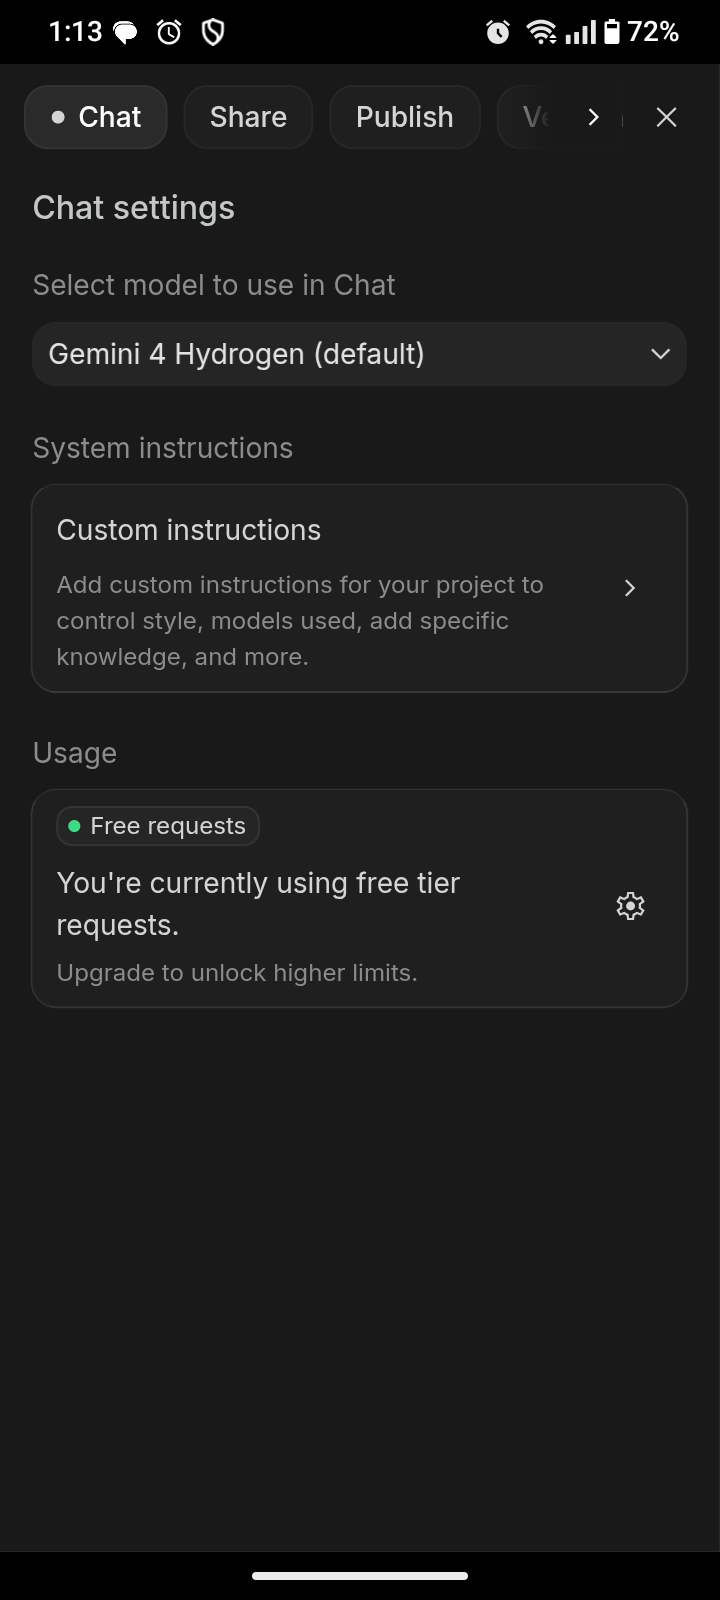 1:13 72%
Chat Share Publish
Chat settings
Select model to use in Chat
Gemini 4 Hydrogen (default)
System instructions
Custom instructions
Add custom instructions for your project to
control style, models used, add specific
knowledge, and more.
Usage
Free requests
You're currently using free tier
requests.
Upgrade to unlock higher limits.